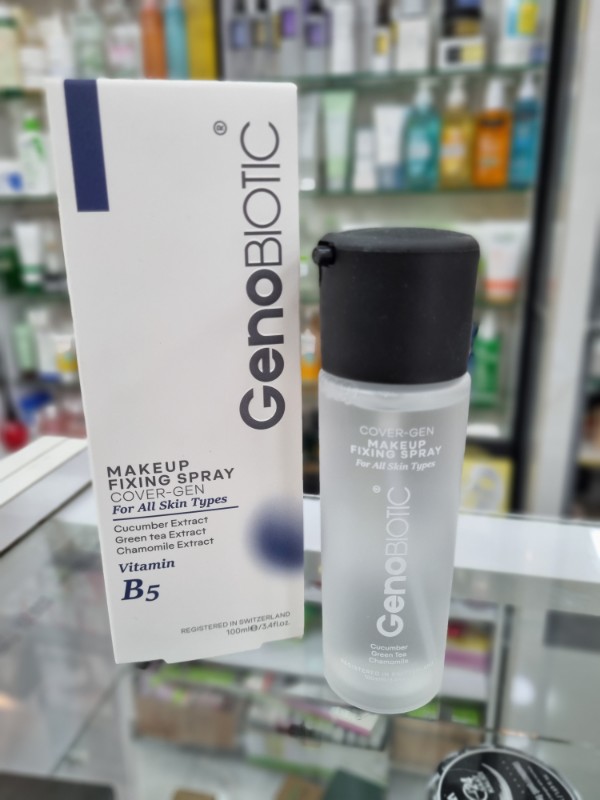 GenoBIOTIC®
MAKEUP
FIXING SPRAY
COVER-GEN
For All Skin Types
Cucumber Extract
Green tea Extract
Chamomile Extract
Vitamin
B5
REGISTERED IN SWITZERLAND
100ml℮/3.4fl.oz.
COVER-GEN
MAKEUP
FIXING SPRAY
For All Skin Types
GenoBIOTIC®
Cucumber
Green Tea
Chamomile